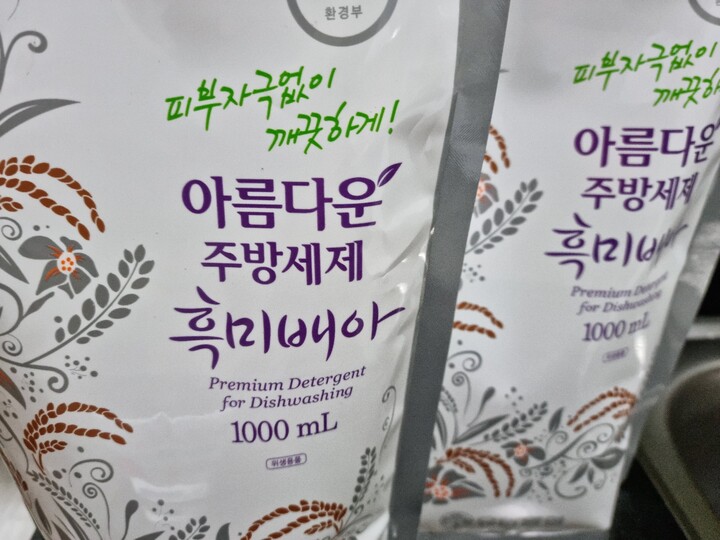 환경부
피부자극없이
깨끗하게!
아름다운
주방세제
흑미배아
Premium Detergent
for Dishwashing
1000 mL
위생용품
피부자극없이
깨끗하
아름다운
주방세제
흑미배아
Premium Detergent
for Dishwashing
1000 mL